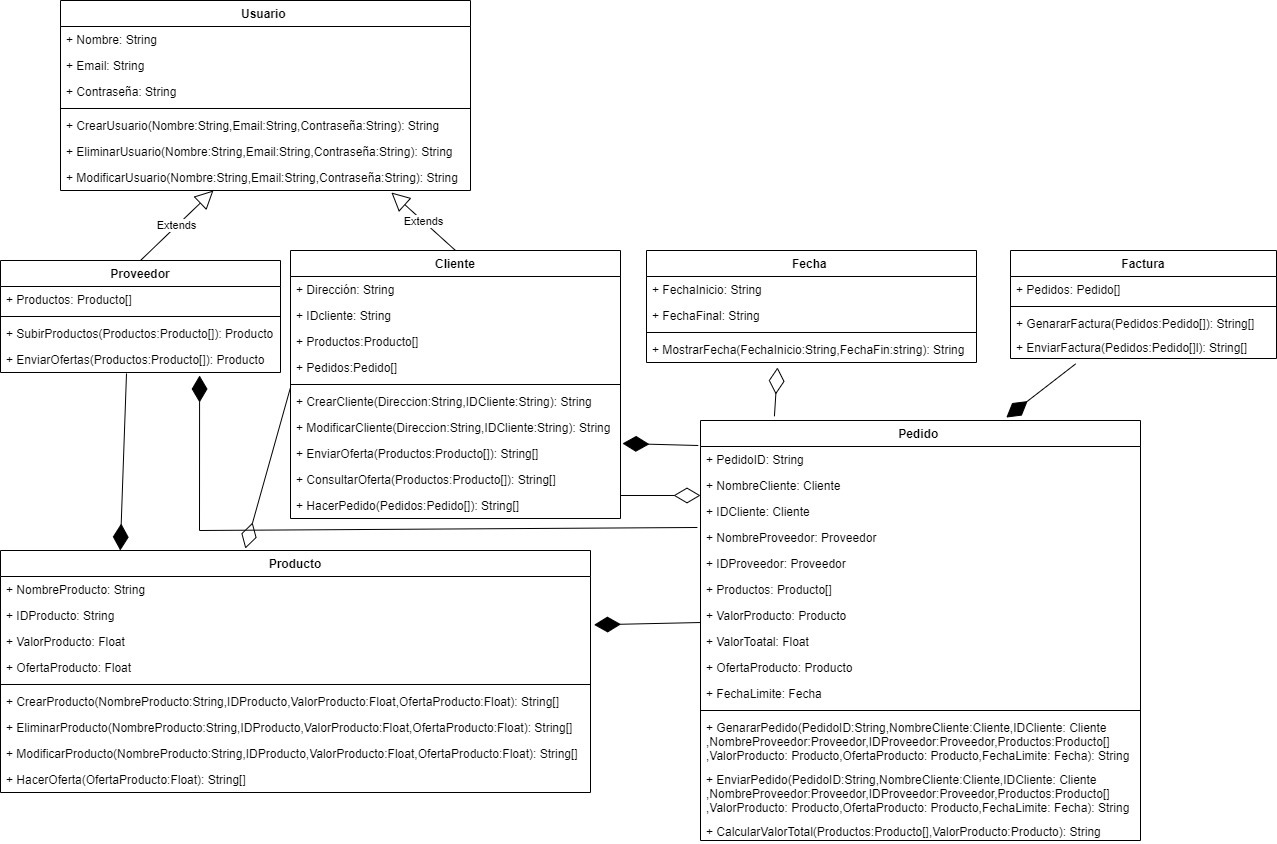 Usuario
+ Nombre: String
+ Email: String
+ Contraseña: String
+ CrearUsuario(Nombre:String,Email:String,Contraseña:String): String
+ EliminarUsuario(Nombre:String,Email:String,Contraseña:String): String
+ ModificarUsuario(Nombre:String,Email:String,Contraseña:String): String
Extends
Extends
Proveedor
+ Productos: Producto[]
+ SubirProductos(Productos:Producto[]): Producto
+ EnviarOfertas(Productos:Producto[]): Producto
Cliente
+ Dirección: String
+ IDcliente: String
+ Productos:Producto[]
+ Pedidos:Pedido[]
+ CrearCliente(Direccion:String,IDCliente:String): String
+ ModificarCliente(Direccion:String,IDCliente:String): String
+ EnviarOferta(Productos:Producto[]): String[]
+ ConsultarOferta(Productos:Producto[]): String[]
+ HacerPedido(Pedidos:Pedido[]): String[]
Fecha
+ FechaInicio: String
+ FechaFinal: String
+ MostrarFecha(FechaInicio:String,FechaFin:string): String
Factura
+ Pedidos: Pedido[]
+ GenararFactura(Pedidos:Pedido[]): String[]
+ EnviarFactura(Pedidos:Pedido[]l): String[]
Pedido
+ PedidoID: String
+ NombreCliente: Cliente
+ IDCliente: Cliente
+ NombreProveedor: Proveedor
+ IDProveedor: Proveedor
+ Productos: Producto[]
+ ValorProducto: Producto
+ ValorToatal: Float
+ OfertaProducto: Producto
+ FechaLimite: Fecha
+ GenararPedido(PedidoID:String,NombreCliente:Cliente,IDCliente: Cliente
,NombreProveedor:Proveedor,IDProveedor:Proveedor,Productos:Producto[]
,ValorProducto: Producto,OfertaProducto: Producto,FechaLimite: Fecha): String
+ EnviarPedido(PedidoID:String,NombreCliente:Cliente,IDCliente: Cliente
,NombreProveedor:Proveedor,IDProveedor:Proveedor,Productos:Producto[]
,ValorProducto: Producto,OfertaProducto: Producto,FechaLimite: Fecha): String
+ CalcularValorTotal(Productos:Producto[],ValorProducto:Producto): String
Producto
+ NombreProducto: String
+ IDProducto: String
+ ValorProducto: Float
+ OfertaProducto: Float
+ CrearProducto(NombreProducto:String,IDProducto,ValorProducto:Float,OfertaProducto:Float): String[]
+ EliminarProducto(NombreProducto:String,IDProducto,ValorProducto:Float,OfertaProducto:Float): String[]
+ ModificarProducto(NombreProducto:String,IDProducto,ValorProducto:Float,OfertaProducto:Float): String[]
+ HacerOferta(OfertaProducto:Float): String[]